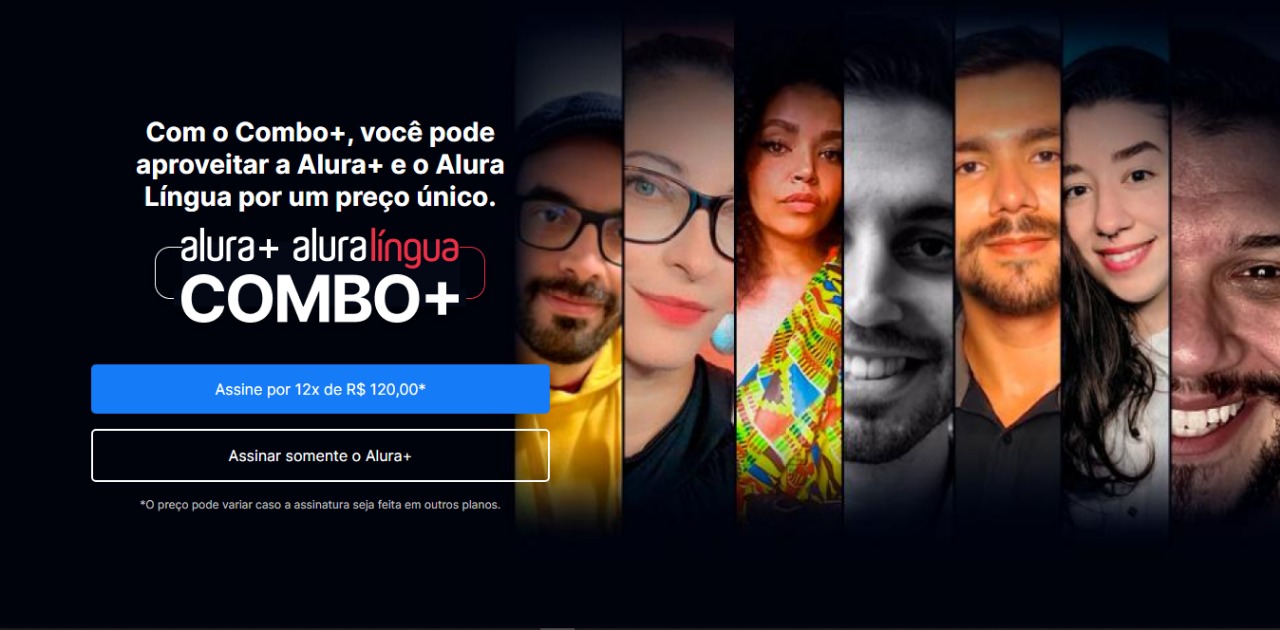 Com o Combo+, você pode
aproveitar a Alura+ e o Alura
Língua por um preço único.
alura+ aluralíngua
COMBO+
Assine por 12x de R$ 120,00*
Assinar somente o Alura+
*O preço pode variar caso a assinatura seja feita em outros planos.